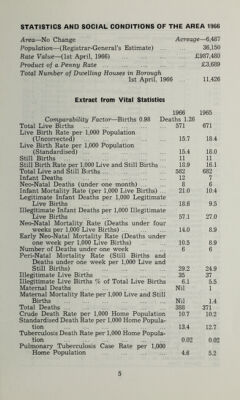 STATISTICS AND SOCIAL CONDITIONS OF THE AREA 1966
Area—No Change Acreage—6,487
Population—(Registrar-General's Estimate) 36,150
Rate Value—(1st April, 1966) £987,480
Product of a Penny Rate £3,689
Total Number of Dwelling Houses in Borough
1st April, 1966 11,426
Extract from Vital Statistics
1966 1965
Comparability Factor—Births 0.98 Deaths 1.26
Total Live Births 571 671
Live Birth Rate per 1,000 Population
(Uncorrected) 15.7 18.4
Live Birth Rate per 1,000 Population
(Standardised) 15.4 18.0
Still Births 11 11
Still Birth Rate per 1,000 Live and Still Births 18.9 16.1
Total Live and Still Births 582 682
Infant Deaths 12 7
Neo-Natal Deaths (under one month) 8 6
Infant Mortality Rate (per 1,000 Live Births) 21.0 10.4
Legitimate Infant Deaths per 1,000 Legitimate
Live Births 18.6 9.5
Illegitimate Infant Deaths per 1,000 Illegitimate
Live Births 57.1 27.0
Neo-Natal Mortality Rate (Deaths under four
weeks per 1,000 Live Births) 14.0 8.9
Early Neo-Natal Mortality Rate (Deaths under
one week per 1,000 Live Births) 10.5 8.9
Number of Deaths under one week 6 6
Peri-Natal Mortality Rate (Still Births and
Deaths under one week per 1,000 Live and
Still Births) 29.2 24.9
Illegitimate Live Births 35 37
Illegitimate Live Births % of Total Live Births 6.1 5.5
Maternal Deaths Nil 1
Maternal Mortality Rate per 1,000 Live and Still
Births Nil 1.4
Total Deaths 388 371
Crude Death Rate per 1,000 Home Population 10.7 10.2
Standardised Death Rate per 1,000 Home Popula-
tion 13.4 12.7
Tuberculosis Death Rate per 1,000 Home Popula-
tion 0.02 0.02
Pulmonary Tuberculosis Case Rate per 1,000
Home Population 4.6 5.2
5